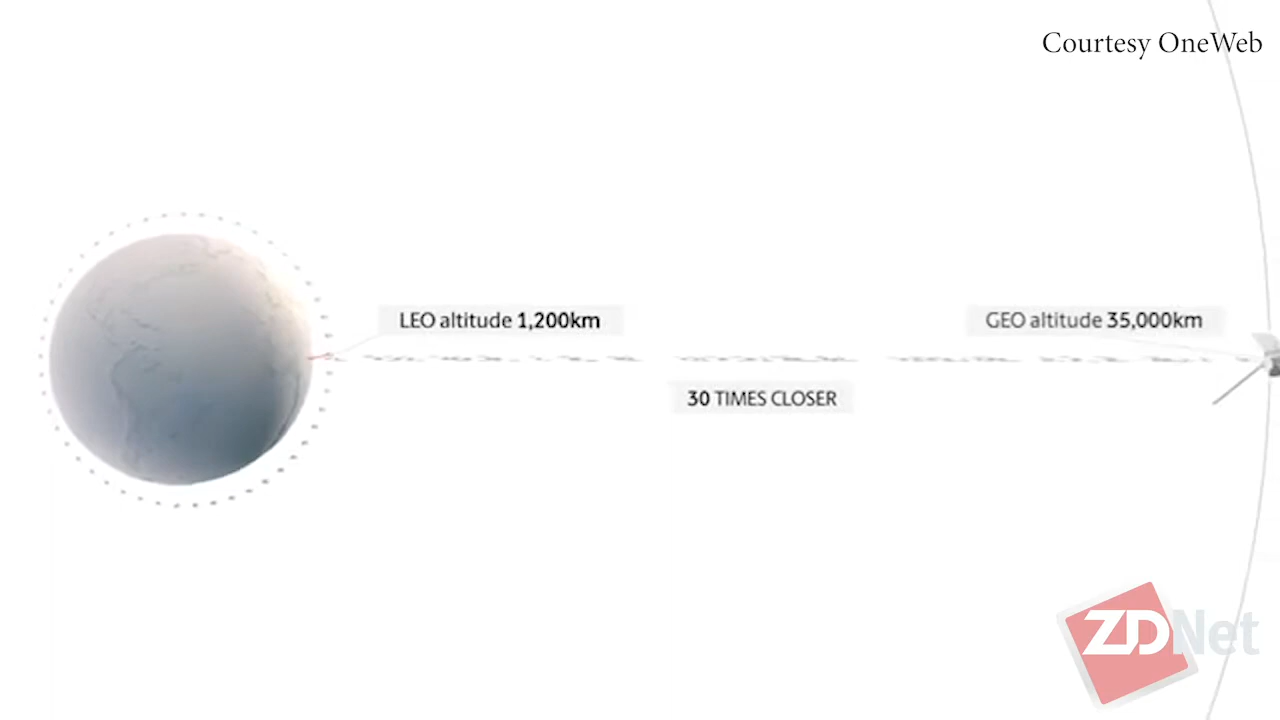 Courtesy OneWeb
LEO altitude 1,200km
GEO altitude 35,000km
30 TIMES CLOSER
ZDNet